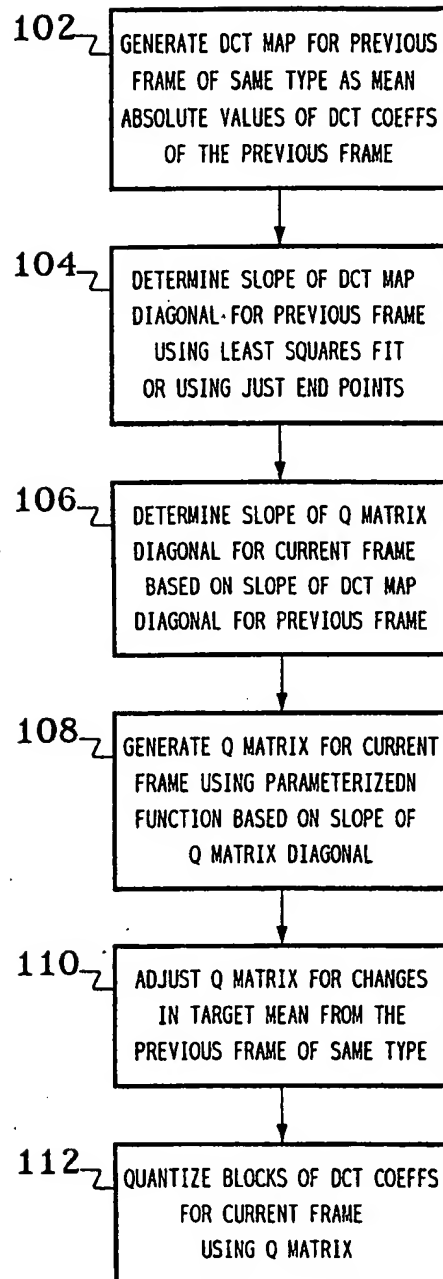 102
GENERATE DCT MAP FOR PREVIOUS
FRAME OF SAME TYPE AS MEAN
ABSOLUTE VALUES OF DCT COEFFS
OF THE PREVIOUS FRAME
104
DETERMINE SLOPE OF DCT MAP
DIAGONAL FOR PREVIOUS FRAME
USING LEAST SQUARES FIT
OR USING JUST END POINTS
106
DETERMINE SLOPE OF Q MATRIX
DIAGONAL FOR CURRENT FRAME
BASED ON SLOPE OF DCT MAP
DIAGONAL FOR PREVIOUS FRAME
108
GENERATE Q MATRIX FOR CURRENT
FRAME USING PARAMETERIZEDN
FUNCTION BASED ON SLOPE OF
Q MATRIX DIAGONAL
110
ADJUST Q MATRIX FOR CHANGES
IN TARGET MEAN FROM THE
PREVIOUS FRAME OF SAME TYPE
112
QUANTIZE BLOCKS OF DCT COEFFS
FOR CURRENT FRAME
USING Q MATRIX